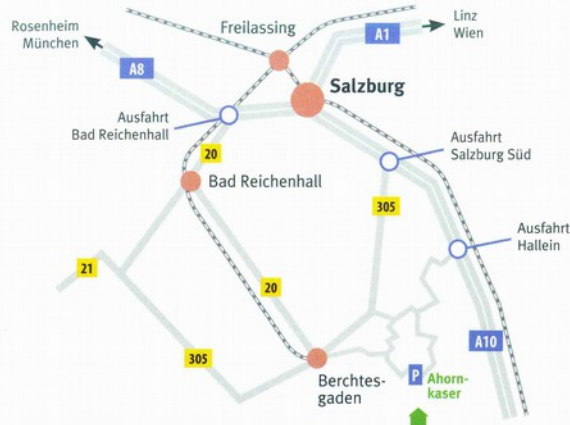 Linz
Wien
Rosenheim
München
Freilassing
A1
A8
Salzburg
Ausfahrt
Bad Reichenhall
Ausfahrt
Salzburg Süd
20
Bad Reichenhall
305
Ausfahrt
Hallein
21
20
A10
305
P
Ahorn-
kaser
Berchtes-
gaden